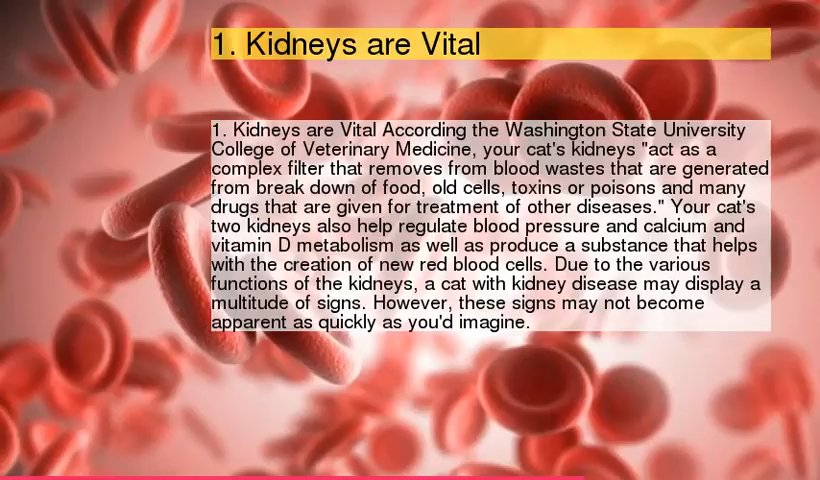 1. Kidneys are Vital
1. Kidneys are Vital According the Washington State University
College of Veterinary Medicine, your cat's kidneys "act as a
complex filter that removes from blood wastes that are generated
from break down of food, old cells, toxins or poisons and many
drugs that are given for treatment of other diseases." Your cat's
two kidneys also help regulate blood pressure and calcium and
vitamin D metabolism as well as produce a substance that helps
with the creation of new red blood cells. Due to the various
functions of the kidneys, a cat with kidney disease may display a
multitude of signs. However, these signs may not become
apparent as quickly as you'd imagine.